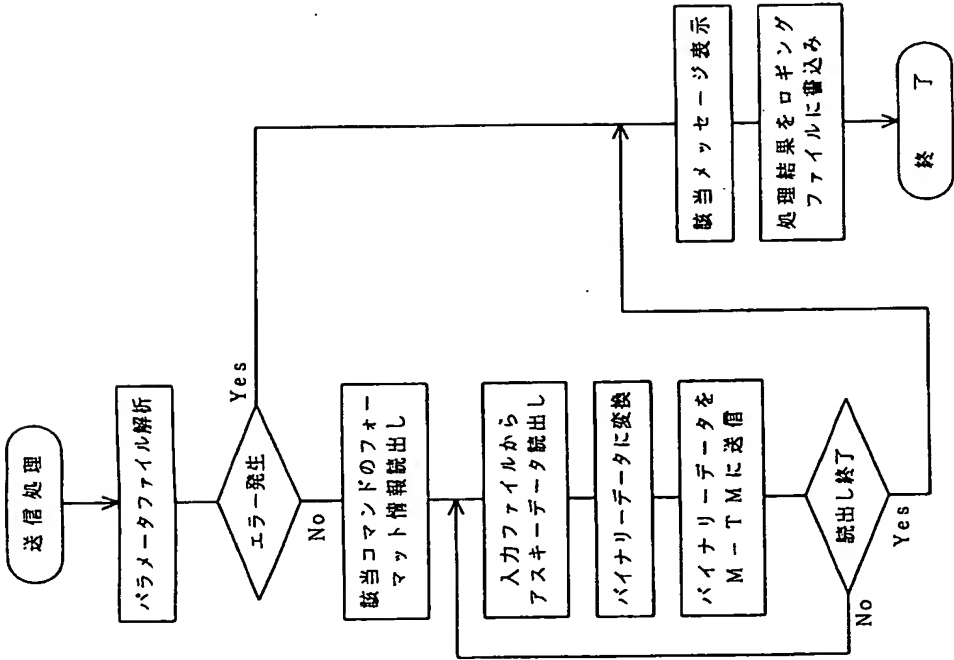 送信処理
パラメータファイル解析
エラー発生
Yes
No
該当コマンドのフォー
マット情報読出し
入力ファイルから
アスキーデータ読出し
バイナリーデータに変換
バイナリーデータを
M－TMに送信
読出し終了
No
Yes
該当メッセージ表示
処理結果をロギング
ファイルに書込み
終 了